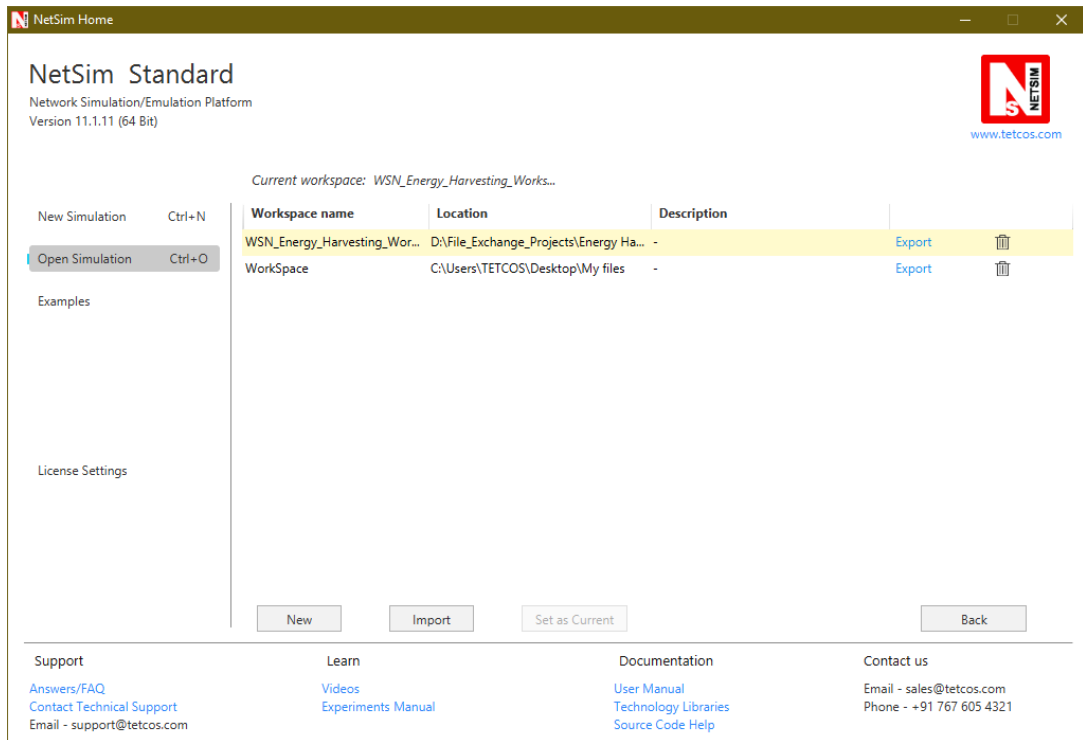 NetSim Home
NetSim Standard
Network Simulation/Emulation Platform
Version 11.1.11 (64 Bit)
NETSIM
NS
www.tetcos.com
Current workspace: WSN_Energy_Harvesting_Works...
New Simulation Ctrl+N
Open Simulation Ctrl+O
Examples
License Settings
Workspace name Location Description
WSN_Energy_Harvesting_Wor... D:\File_Exchange_Projects\Energy Ha... - Export
WorkSpace C:\Users\TETCOS\Desktop\My files - Export
New Import Set as Current Back
Support
Answers/FAQ
Contact Technical Support
Email - support@tetcos.com
Learn
Videos
Experiments Manual
Documentation
User Manual
Technology Libraries
Source Code Help
Contact us
Email - sales@tetcos.com
Phone - +91 767 605 4321